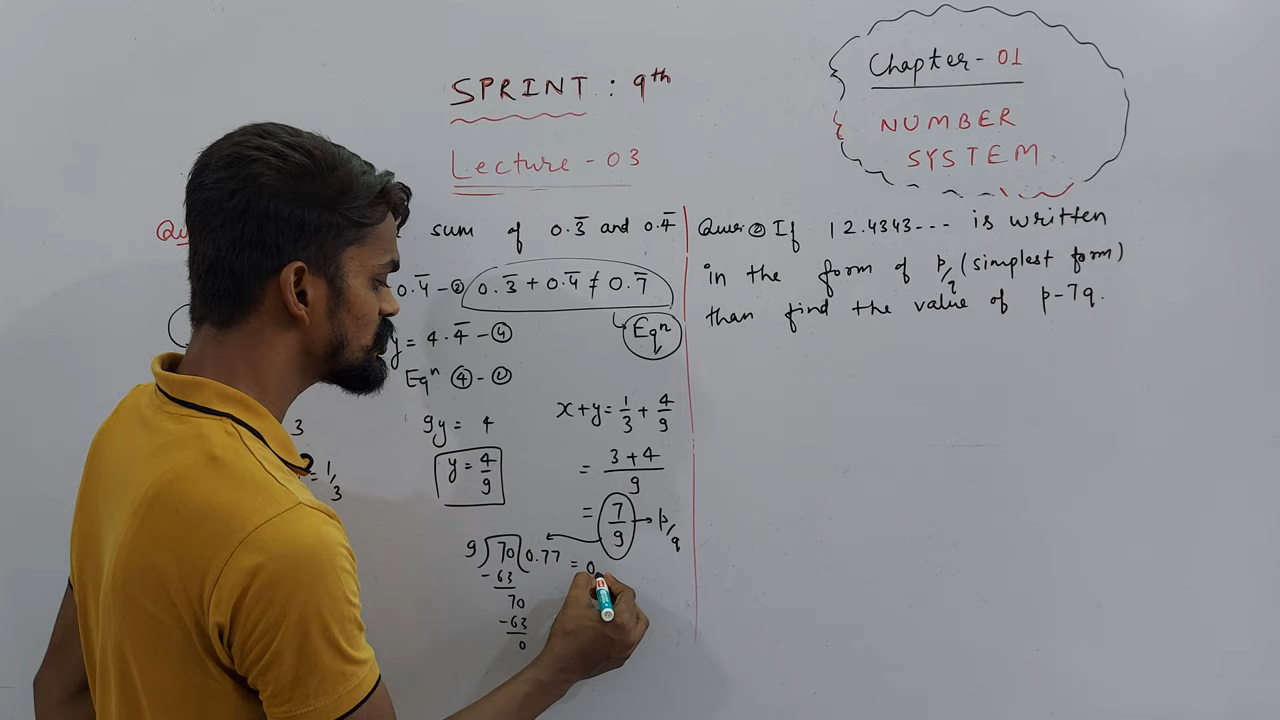 SPRINT : 9th
Lecture - 03
Chapter - 01
NUMBER
SYSTEM
sum of 0.3̅ and 0.4̅
0.4̅ - ② 0.3̅ + 0.4̅ ≠ 0.7̅
Eqⁿ
y = 4.4̅ - ④
Eqⁿ ④ - ②
9y = 4
y = 4/9
3
= 1/3
x+y = 1/3 + 4/9
= 3+4/9
= 7/9 → p/q
9) 70 (0.77 = 0
-63
70
-63
0
Ques ② If 12.4343--- is written
in the form of p/q (simplest form)
than find the value of p-7q.